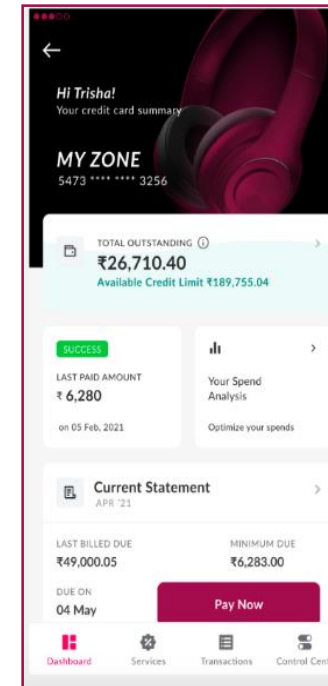 Hi Trisha!
Your credit card summary
MY ZONE
5473 **** **** 3256
TOTAL OUTSTANDING
₹26,710.40
Available Credit Limit ₹189,755.04
SUCCESS
LAST PAID AMOUNT
₹ 6,280
on 05 Feb, 2021
Your Spend
Analysis
Optimize your spends
Current Statement
APR '21
LAST BILLED DUE
₹49,000.05
MINIMUM DUE
₹6,283.00
DUE ON
04 May
Pay Now
Dashboard Services Transactions Control Cent